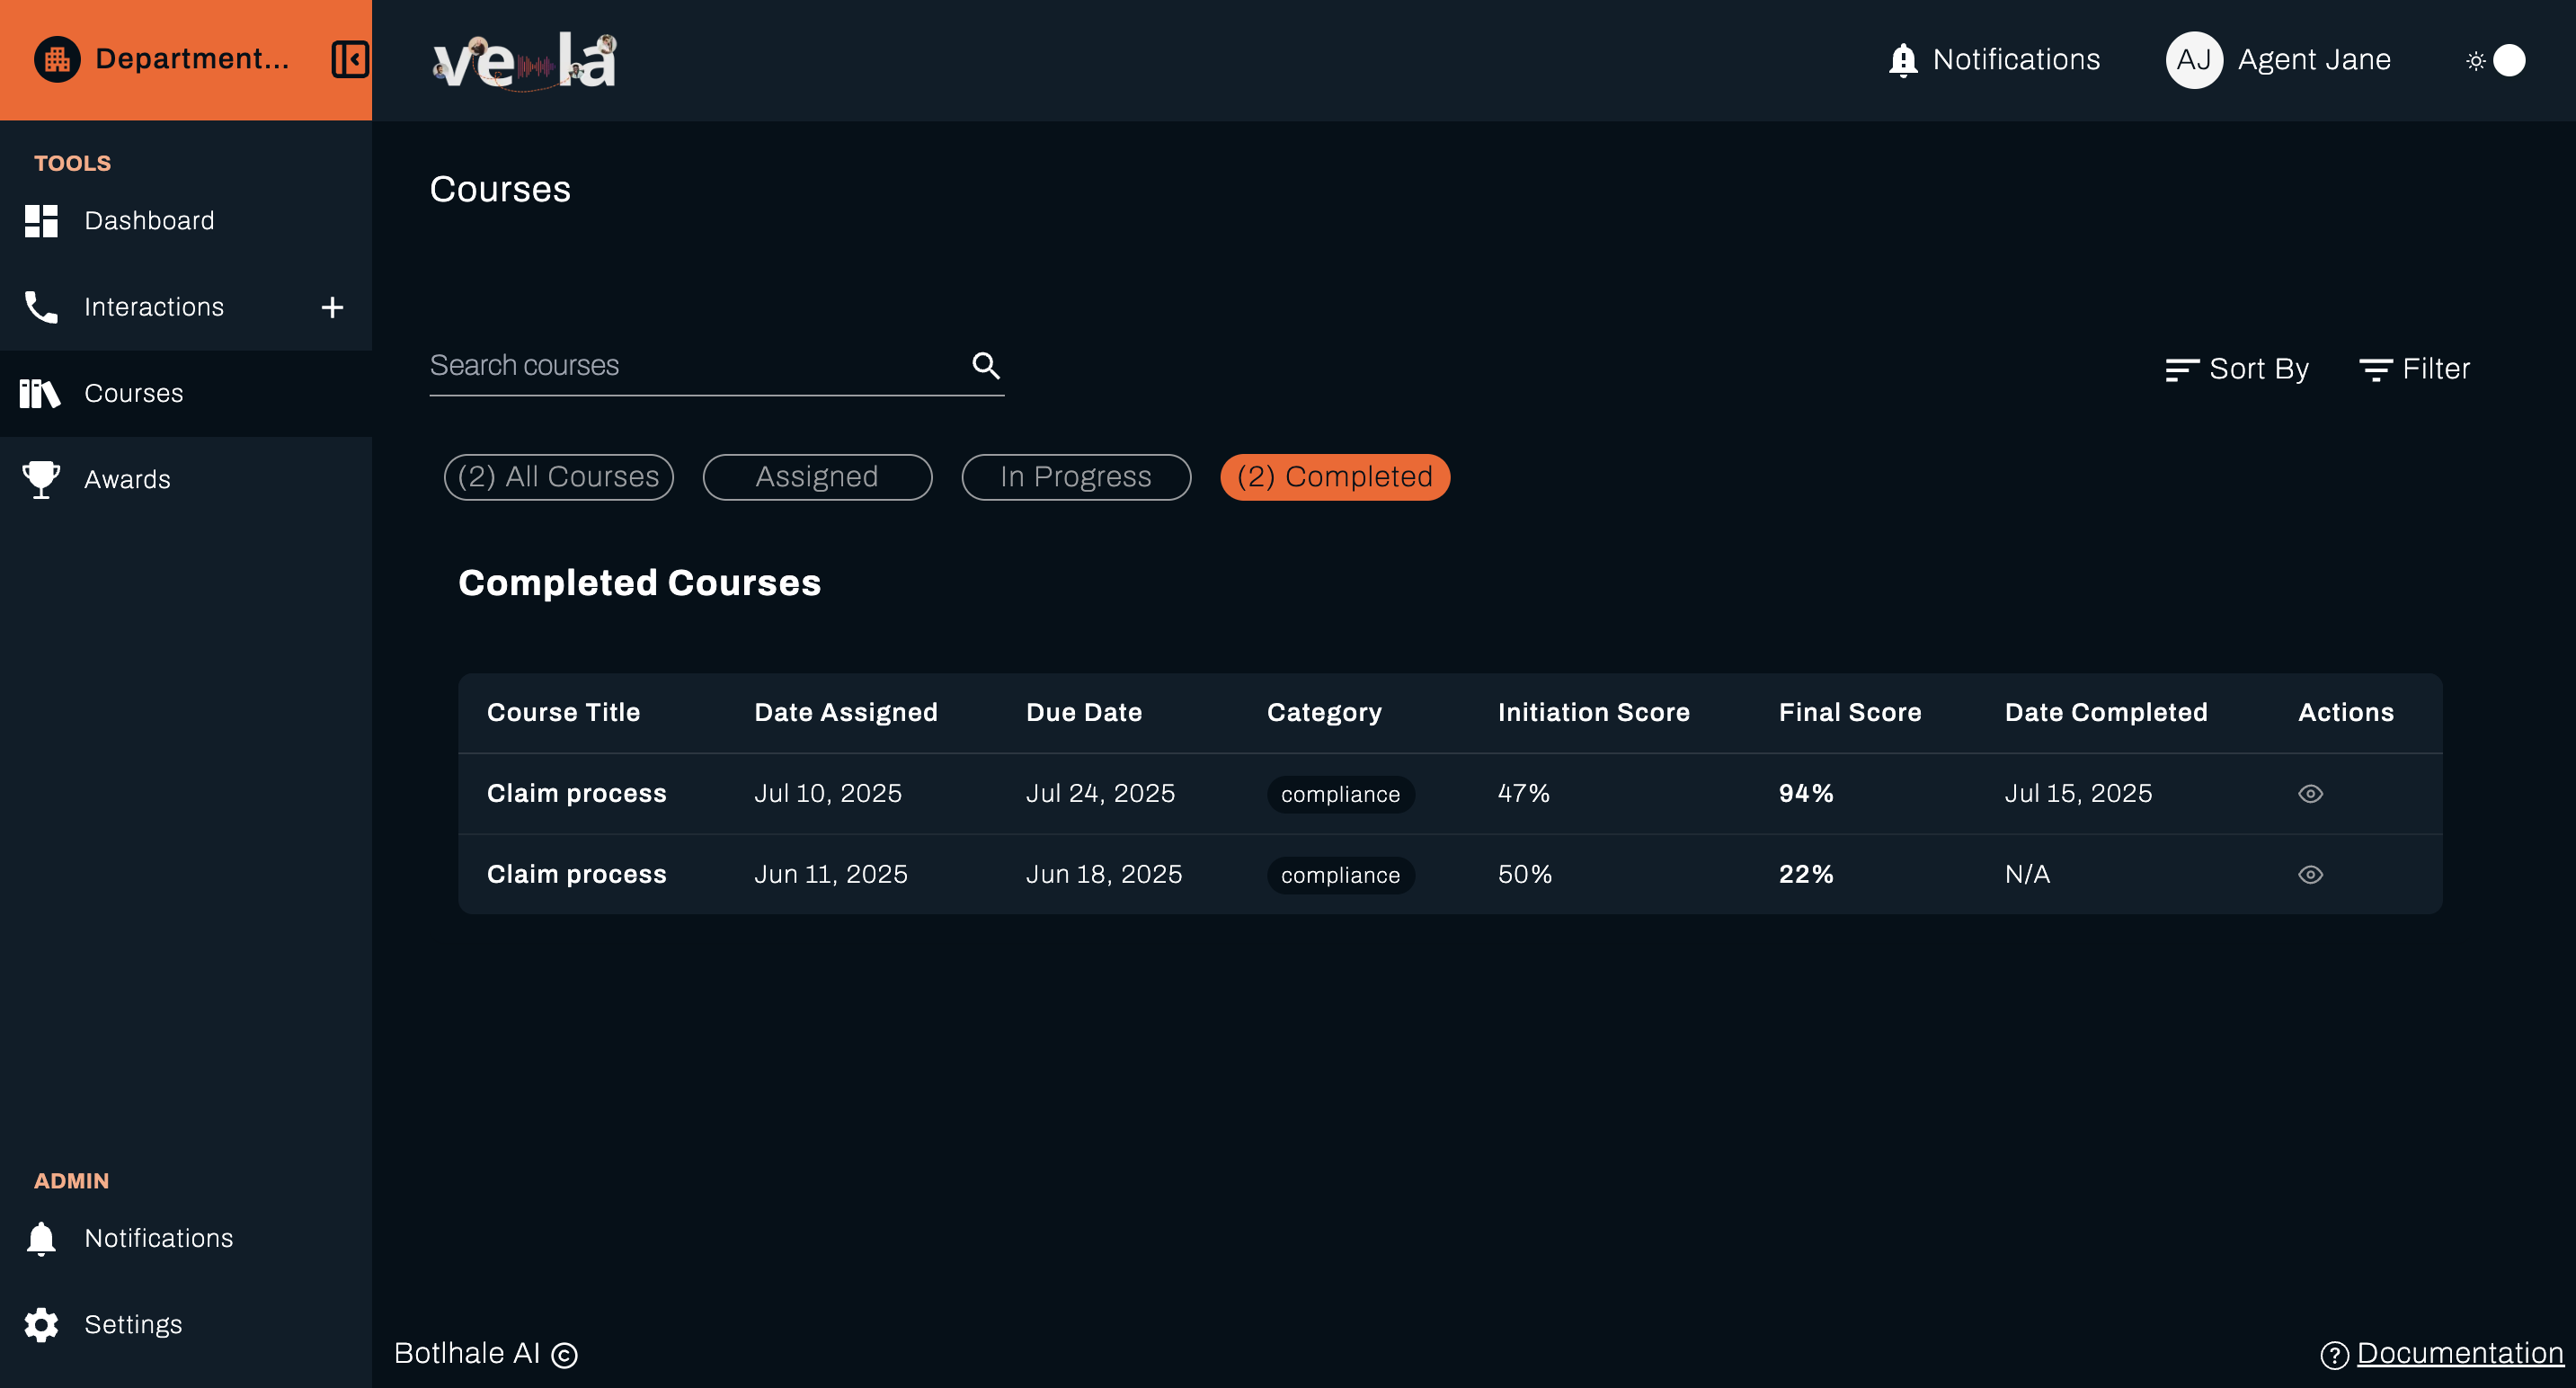 Department...
vela
Notifications
AJ Agent Jane
TOOLS
Dashboard
Interactions
Courses
Awards
ADMIN
Notifications
Settings
Courses
Search courses
Sort By Filter
(2) All Courses Assigned In Progress (2) Completed
Completed Courses
Course Title Date Assigned Due Date Category Initiation Score Final Score Date Completed Actions
Claim process Jul 10, 2025 Jul 24, 2025 compliance 47% 94% Jul 15, 2025
Claim process Jun 11, 2025 Jun 18, 2025 compliance 50% 22% N/A
Botlhale AI ©
Documentation